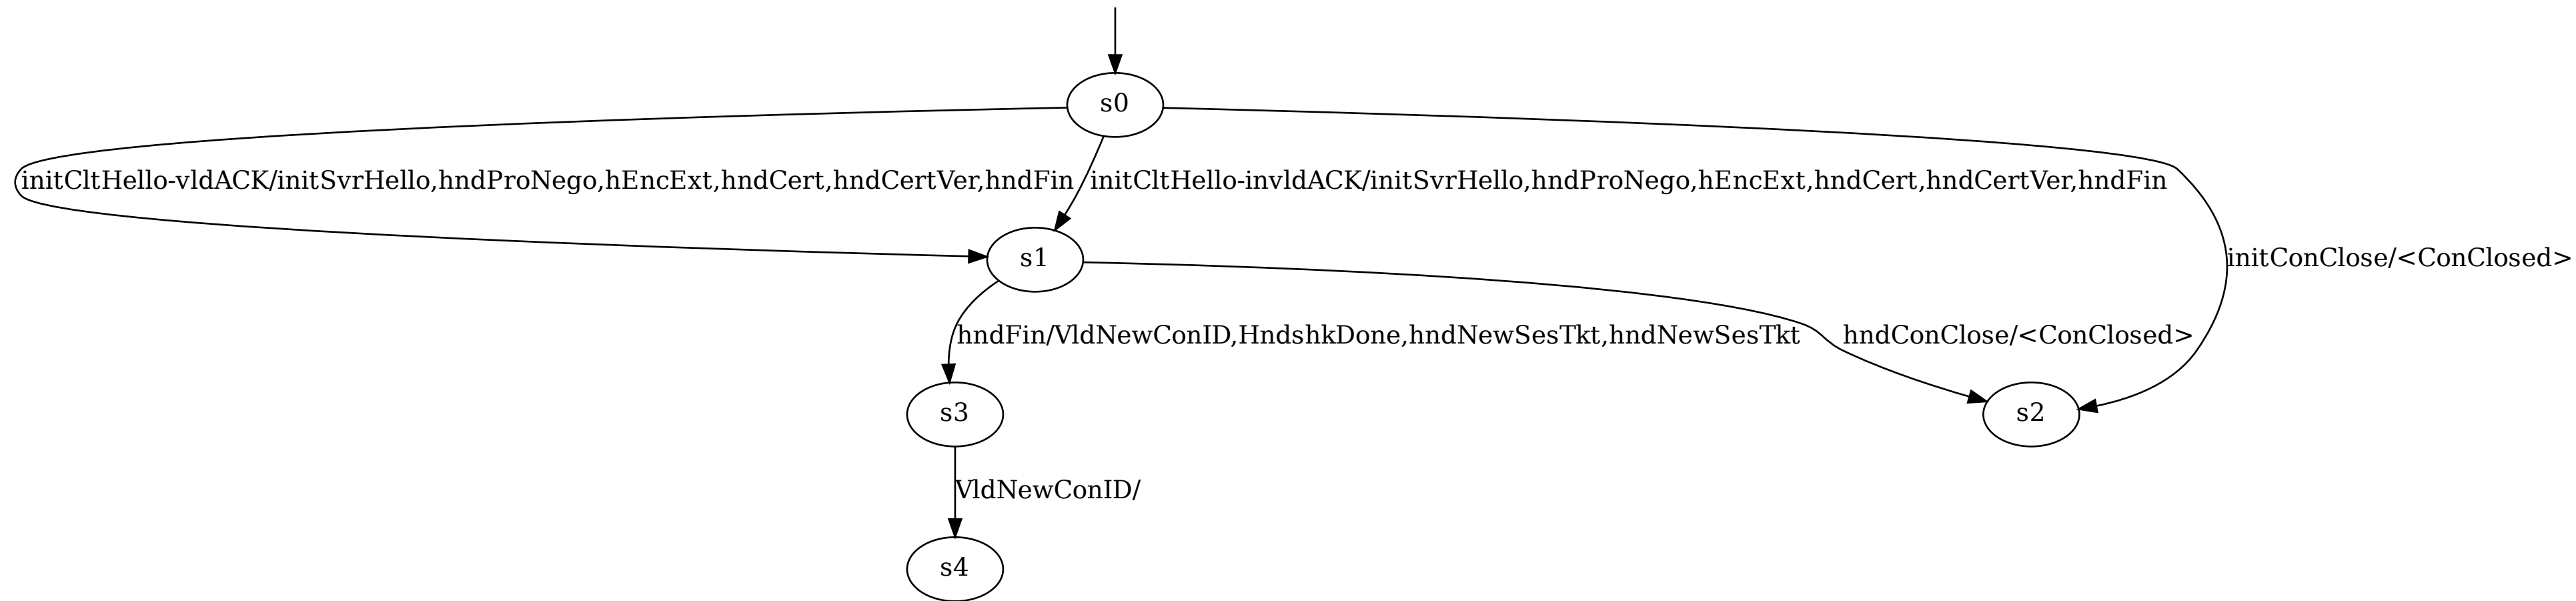 s0
initCltHello-vldACK/initSvrHello,hndProNego,hEncExt,hndCert,hndCertVer,hndFin
initCltHello-invldACK/initSvrHello,hndProNego,hEncExt,hndCert,hndCertVer,hndFin
s1
initConClose/<ConClosed>
hndFin/VldNewConID,HndshkDone,hndNewSesTkt,hndNewSesTkt
hndConClose/<ConClosed>
s3
s2
VldNewConID/
s4